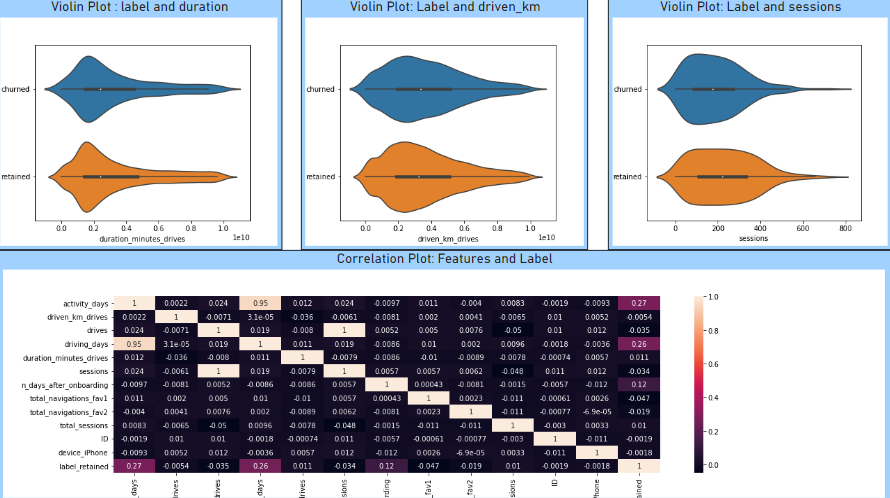 Violin Plot : label and duration
Violin Plot: Label and driven_km
Violin Plot: Label and sessions
churned
retained
0.0 0.2 0.4 0.6 0.8 1.0
1e10
duration_minutes_drives
churned
retained
0.0 0.2 0.4 0.6 0.8 1.0
1e10
driven_km_drives
churned
retained
0 200 400 600 800
sessions
Correlation Plot: Features and Label
activity_days 1 0.0022 0.024 0.95 0.012 0.024 -0.0097 0.011 -0.004 0.0083 -0.0019 -0.0093 0.27
driven_km_drives 0.0022 1 -0.0071 3.1e-05 -0.036 -0.0061 -0.0081 0.002 0.0041 -0.0065 0.01 0.0052 -0.0054
drives 0.024 -0.0071 1 0.019 -0.008 1 0.0052 0.005 0.0076 -0.05 0.01 0.012 -0.035
driving_days 0.95 3.1e-05 0.019 1 0.011 0.019 -0.0086 0.01 0.002 0.0096 -0.0018 -0.0036 0.26
duration_minutes_drives 0.012 -0.036 -0.008 0.011 1 -0.0079 -0.0086 -0.01 -0.0089 -0.0078 -0.00074 0.0057 0.011
sessions 0.024 -0.0061 1 0.019 -0.0079 1 0.0057 0.0057 0.0062 -0.048 0.011 0.012 -0.034
n_days_after_onboarding -0.0097 -0.0081 0.0052 -0.0086 -0.0086 0.0057 1 0.00043 -0.0081 -0.0015 -0.0057 -0.012 0.12
total_navigations_fav1 0.011 0.002 0.005 0.01 -0.01 0.0057 0.00043 1 0.0023 -0.011 -0.00061 0.0026 -0.047
total_navigations_fav2 -0.004 0.0041 0.0076 0.002 -0.0089 0.0062 -0.0081 0.0023 1 -0.011 -0.00077 -6.9e-05 -0.019
total_sessions 0.0083 -0.0065 -0.05 0.0096 -0.0078 -0.048 -0.0015 -0.011 -0.011 1 -0.003 0.0033 0.01
ID -0.0019 0.01 0.01 -0.0018 -0.00074 0.011 -0.0057 -0.00061 -0.00077 -0.003 1 -0.011 -0.0019
device_iPhone -0.0093 0.0052 0.012 -0.0036 0.0057 0.012 -0.012 0.0026 -6.9e-05 0.0033 -0.011 1 -0.0018
label_retained 0.27 -0.0054 -0.035 0.26 0.011 -0.034 0.12 -0.047 -0.019 0.01 -0.0019 -0.0018 1
_days
drives
drives
_days
drives
ssions
rding
_fav1
_fav2
sions
ID
Phone
ained
1.0
0.8
0.6
0.4
0.2
0.0